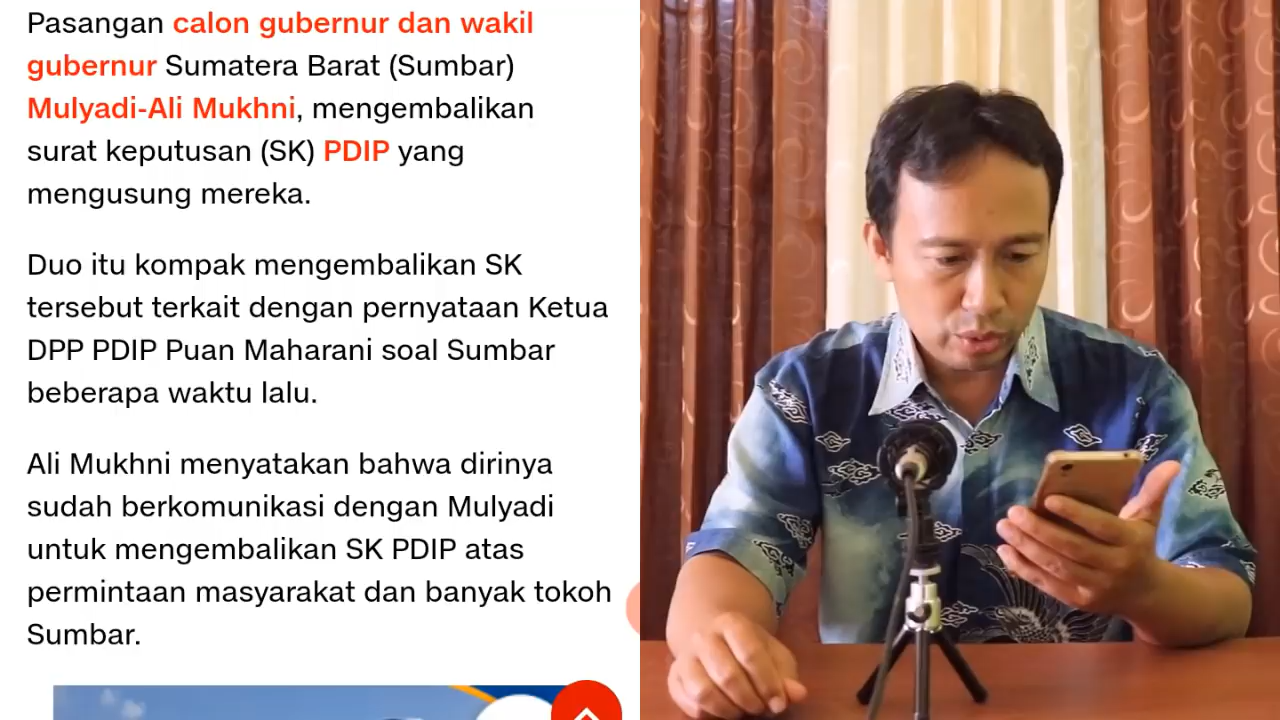 Pasangan calon gubernur dan wakil
gubernur Sumatera Barat (Sumbar)
Mulyadi-Ali Mukhni, mengembalikan
surat keputusan (SK) PDIP yang
mengusung mereka.
Duo itu kompak mengembalikan SK
tersebut terkait dengan pernyataan Ketua
DPP PDIP Puan Maharani soal Sumbar
beberapa waktu lalu.
Ali Mukhni menyatakan bahwa dirinya
sudah berkomunikasi dengan Mulyadi
untuk mengembalikan SK PDIP atas
permintaan masyarakat dan banyak tokoh
Sumbar.